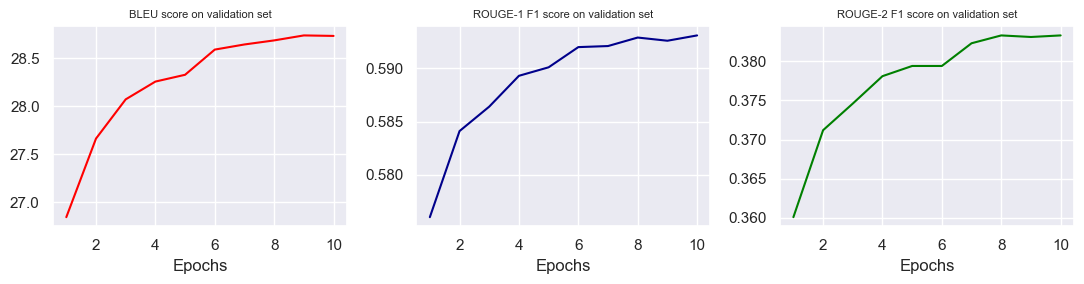 BLEU score on validation set
28.5
28.0
27.5
27.0
2 4 6 8 10
Epochs
ROUGE-1 F1 score on validation set
0.590
0.585
0.580
2 4 6 8 10
Epochs
ROUGE-2 F1 score on validation set
0.380
0.375
0.370
0.365
0.360
2 4 6 8 10
Epochs